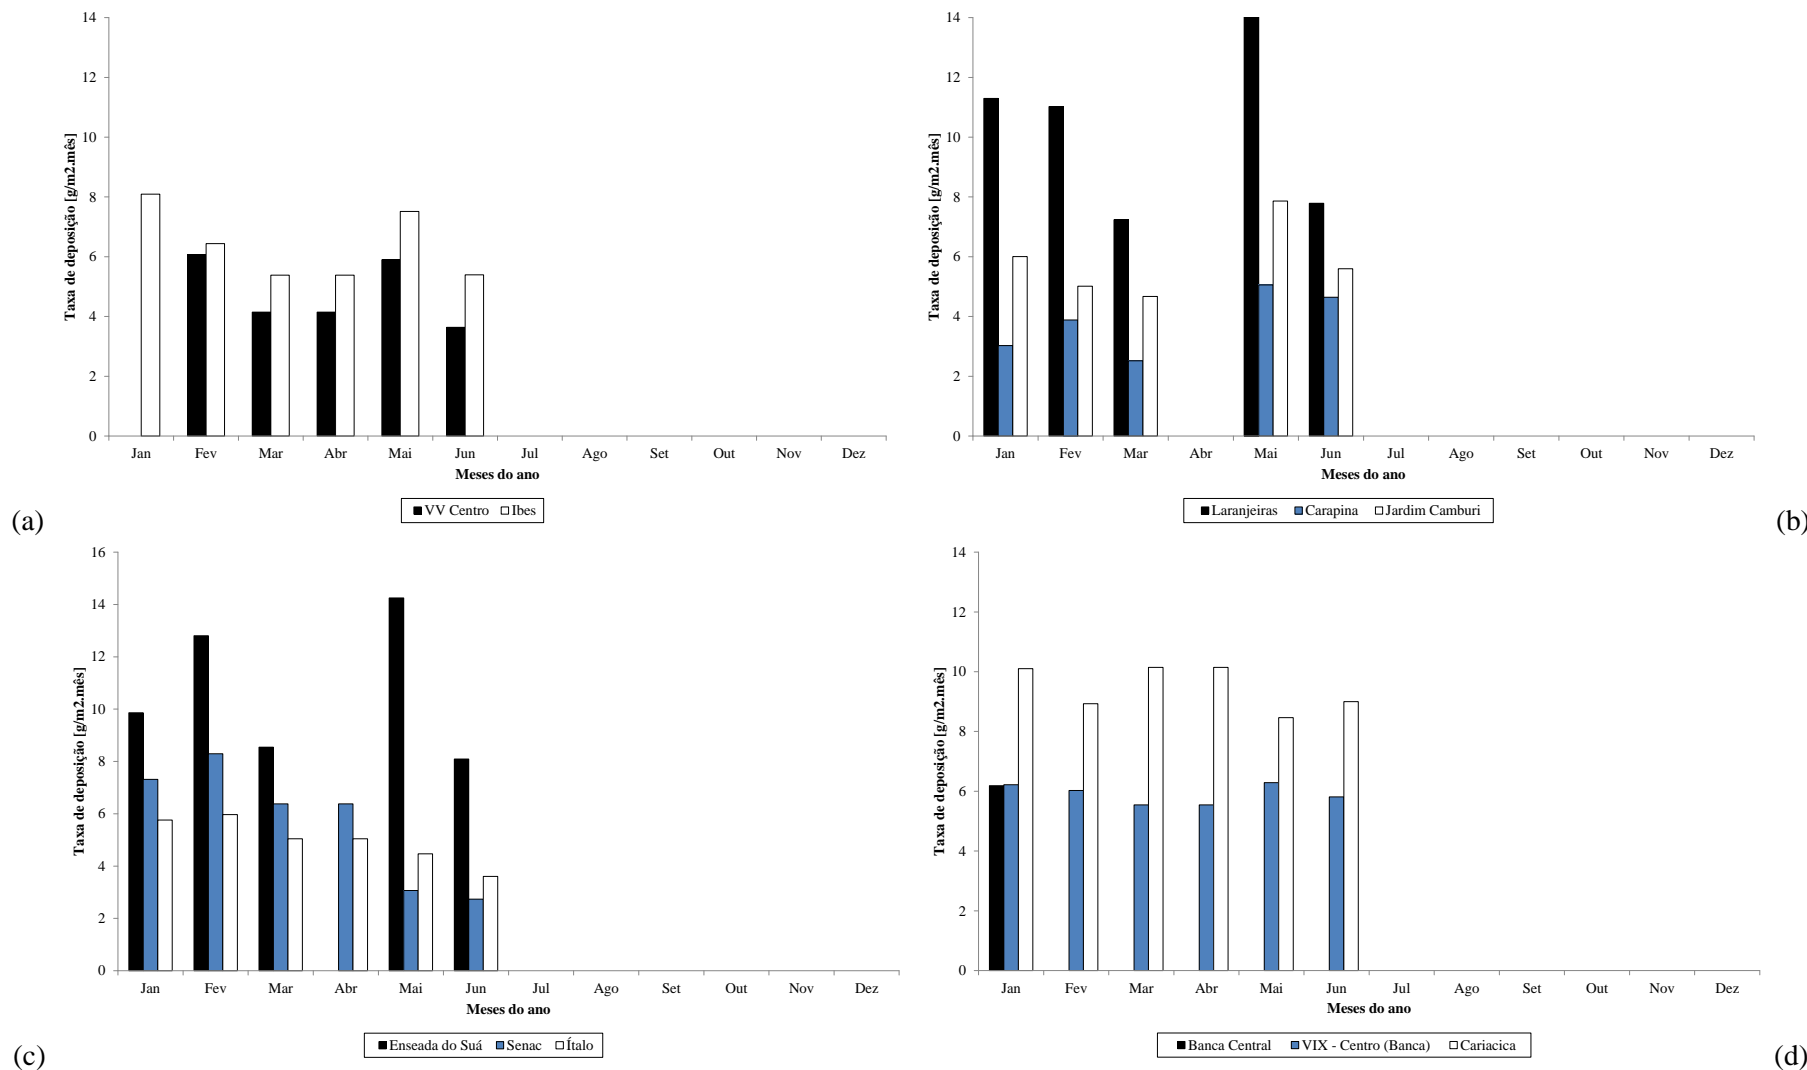 14
12
10
8
6
4
2
0
Taxa de deposição [g/m2.mês]
Jan Fev Mar Abr Mai Jun Jul Ago Set Out Nov Dez
Meses do ano
VV Centro Ibes
(a)
14
12
10
8
6
4
2
0
Taxa de deposição [g/m2.mês]
Jan Fev Mar Abr Mai Jun Jul Ago Set Out Nov Dez
Meses do ano
Laranjeiras Carapina Jardim Camburi
(b)
16
14
12
10
8
6
4
2
0
Taxa de deposição [g/m2.mês]
Jan Fev Mar Abr Mai Jun Jul Ago Set Out Nov Dez
Meses do ano
Enseada do Suá Senac Ítalo
(c)
14
12
10
8
6
4
2
0
Taxa de deposição [g/m2.mês]
Jan Fev Mar Abr Mai Jun Jul Ago Set Out Nov Dez
Meses do ano
Banca Central VIX - Centro (Banca) Cariacica
(d)